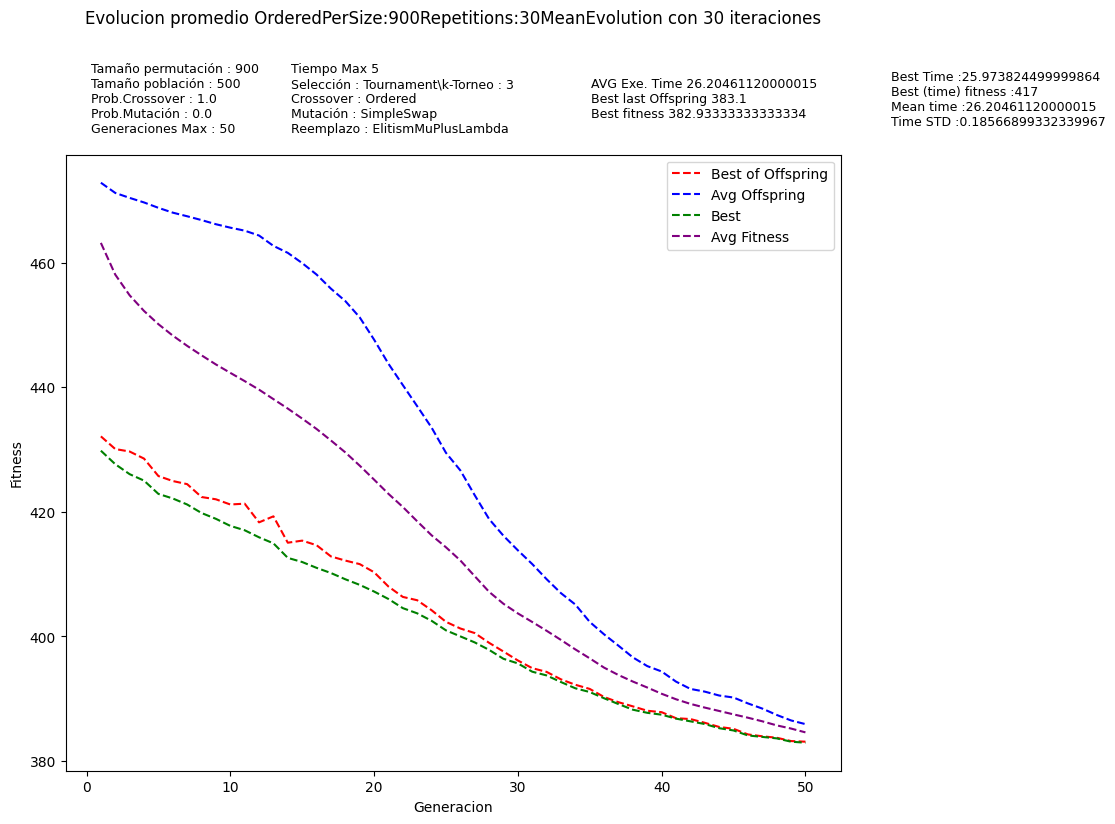 Evolucion promedio OrderedPerSize:900Repetitions:30MeanEvolution con 30 iteraciones
Tamaño permutación : 900
Tamaño población : 500
Prob.Crossover : 1.0
Prob.Mutación : 0.0
Generaciones Max : 50
Tiempo Max 5
Selección : Tournament\k-Torneo : 3
Crossover : Ordered
Mutación : SimpleSwap
Reemplazo : ElitismMuPlusLambda
AVG Exe. Time 26.20461120000015
Best last Offspring 383.1
Best fitness 382.93333333333334
Best Time :25.973824499999864
Best (time) fitness :417
Mean time :26.20461120000015
Time STD :0.18566899332339967
Best of Offspring
Avg Offspring
Best
Avg Fitness
Fitness
460
440
420
400
380
0
10
20
30
40
50
Generacion